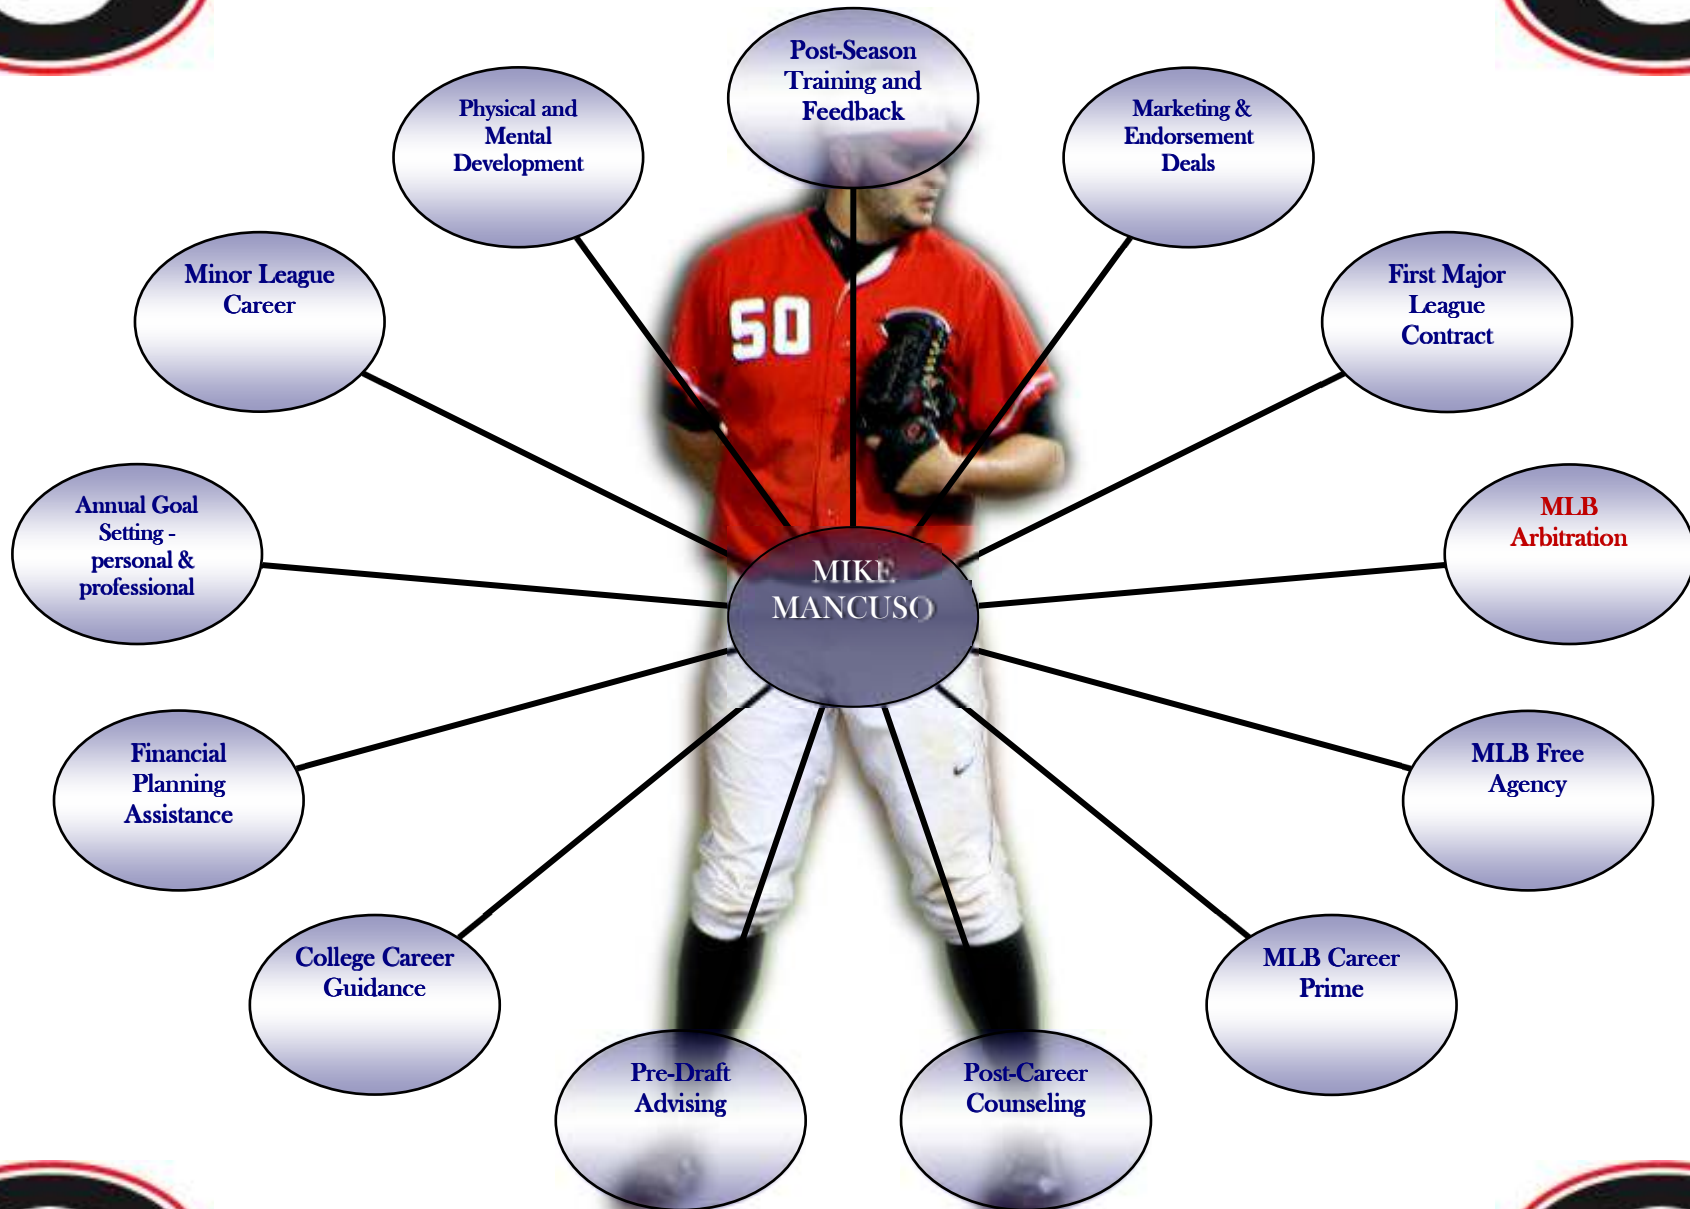 Post-Season
Training and
Feedback
Physical and
Mental
Development
Marketing &
Endorsement
Deals
Minor League
Career
First Major
League
Contract
50
Annual Goal
Setting -
personal &
professional
MLB
Arbitration
MIKE
MANCUSO
Financial
Planning
Assistance
MLB Free
Agency
College Career
Guidance
MLB Career
Prime
Pre-Draft
Advising
Post-Career
Counseling